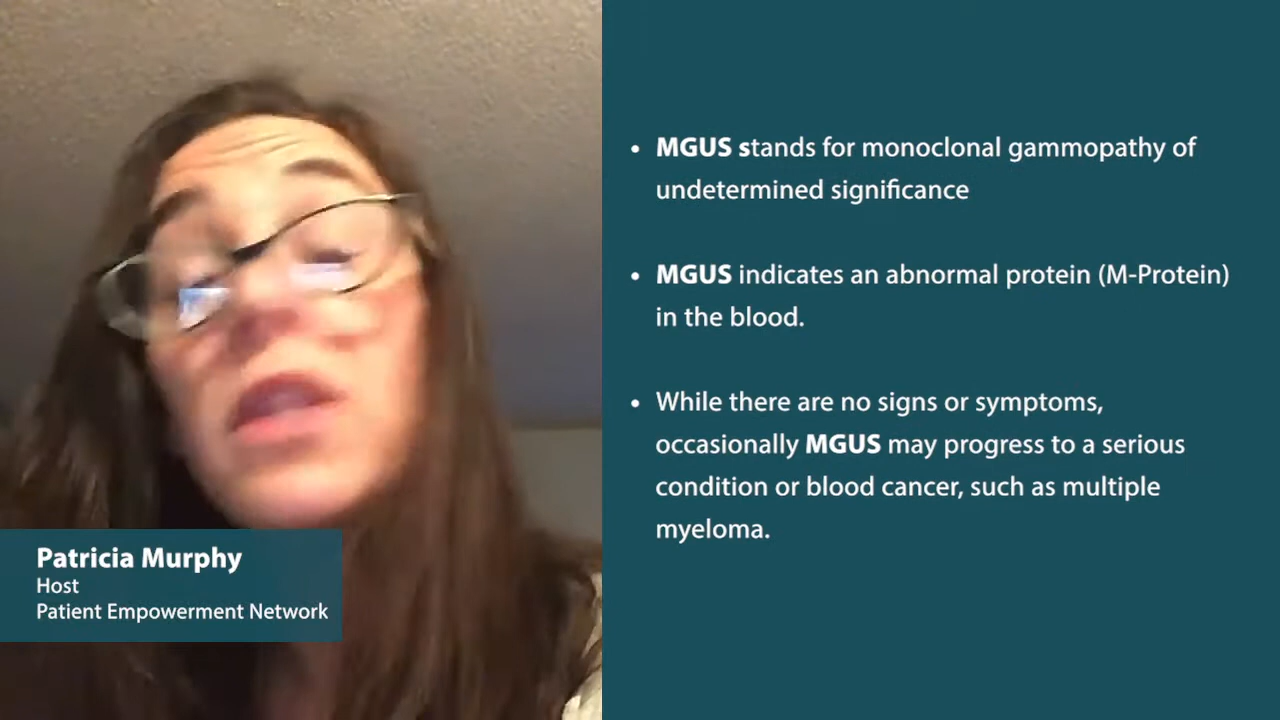 • MGUS stands for monoclonal gammopathy of
undetermined significance
• MGUS indicates an abnormal protein (M-Protein)
in the blood.
• While there are no signs or symptoms,
occasionally MGUS may progress to a serious
condition or blood cancer, such as multiple
myeloma.
Patricia Murphy
Host
Patient Empowerment Network